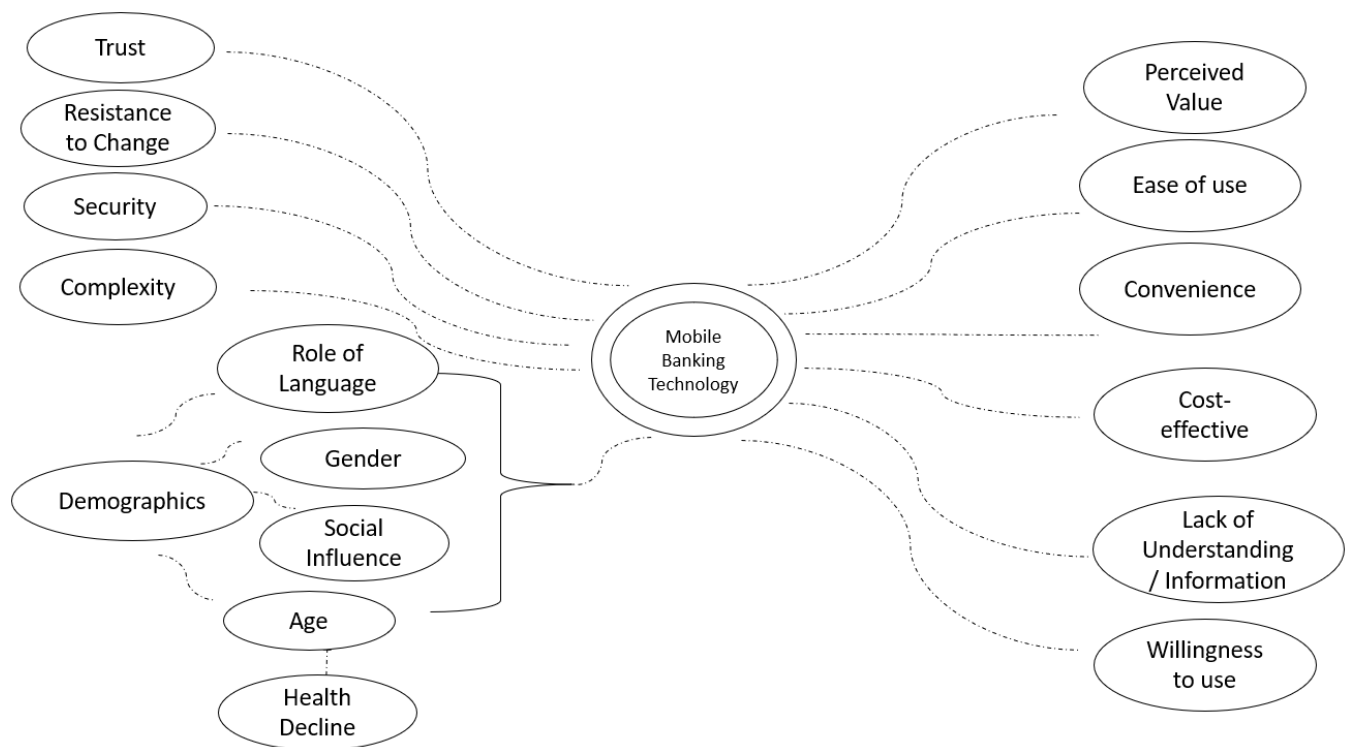 Trust
Resistance
to Change
Security
Complexity
Role of
Language
Gender
Demographics
Social
Influence
Age
Health
Decline
Mobile
Banking
Technology
Perceived
Value
Ease of use
Convenience
Cost-
effective
Lack of
Understanding
/ Information
Willingness
to use